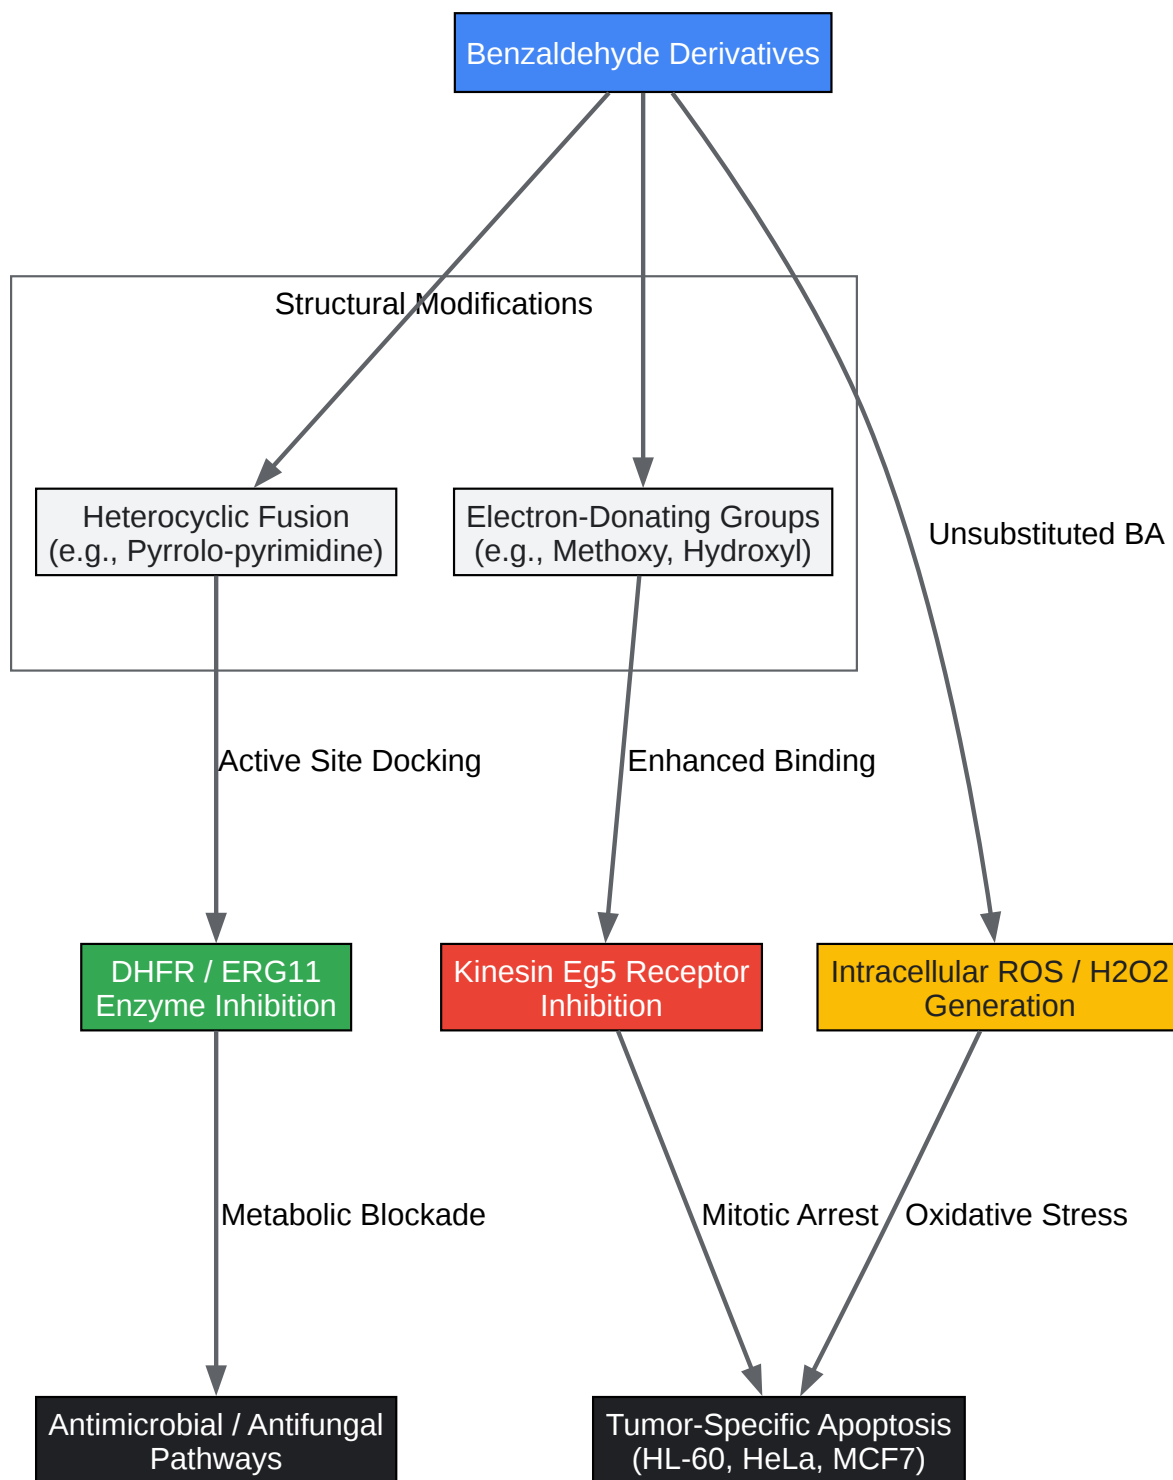 Benzaldehyde Derivatives
Structural Modifications
Heterocyclic Fusion
(e.g., Pyrrolo-pyrimidine)
Electron-Donating Groups
(e.g., Methoxy, Hydroxyl)
Unsubstituted BA
Active Site Docking
Enhanced Binding
DHFR / ERG11
Enzyme Inhibition
Kinesin Eg5 Receptor
Inhibition
Intracellular ROS / H2O2
Generation
Metabolic Blockade
Mitotic Arrest
Oxidative Stress
Antimicrobial / Antifungal
Pathways
Tumor-Specific Apoptosis
(HL-60, HeLa, MCF7)